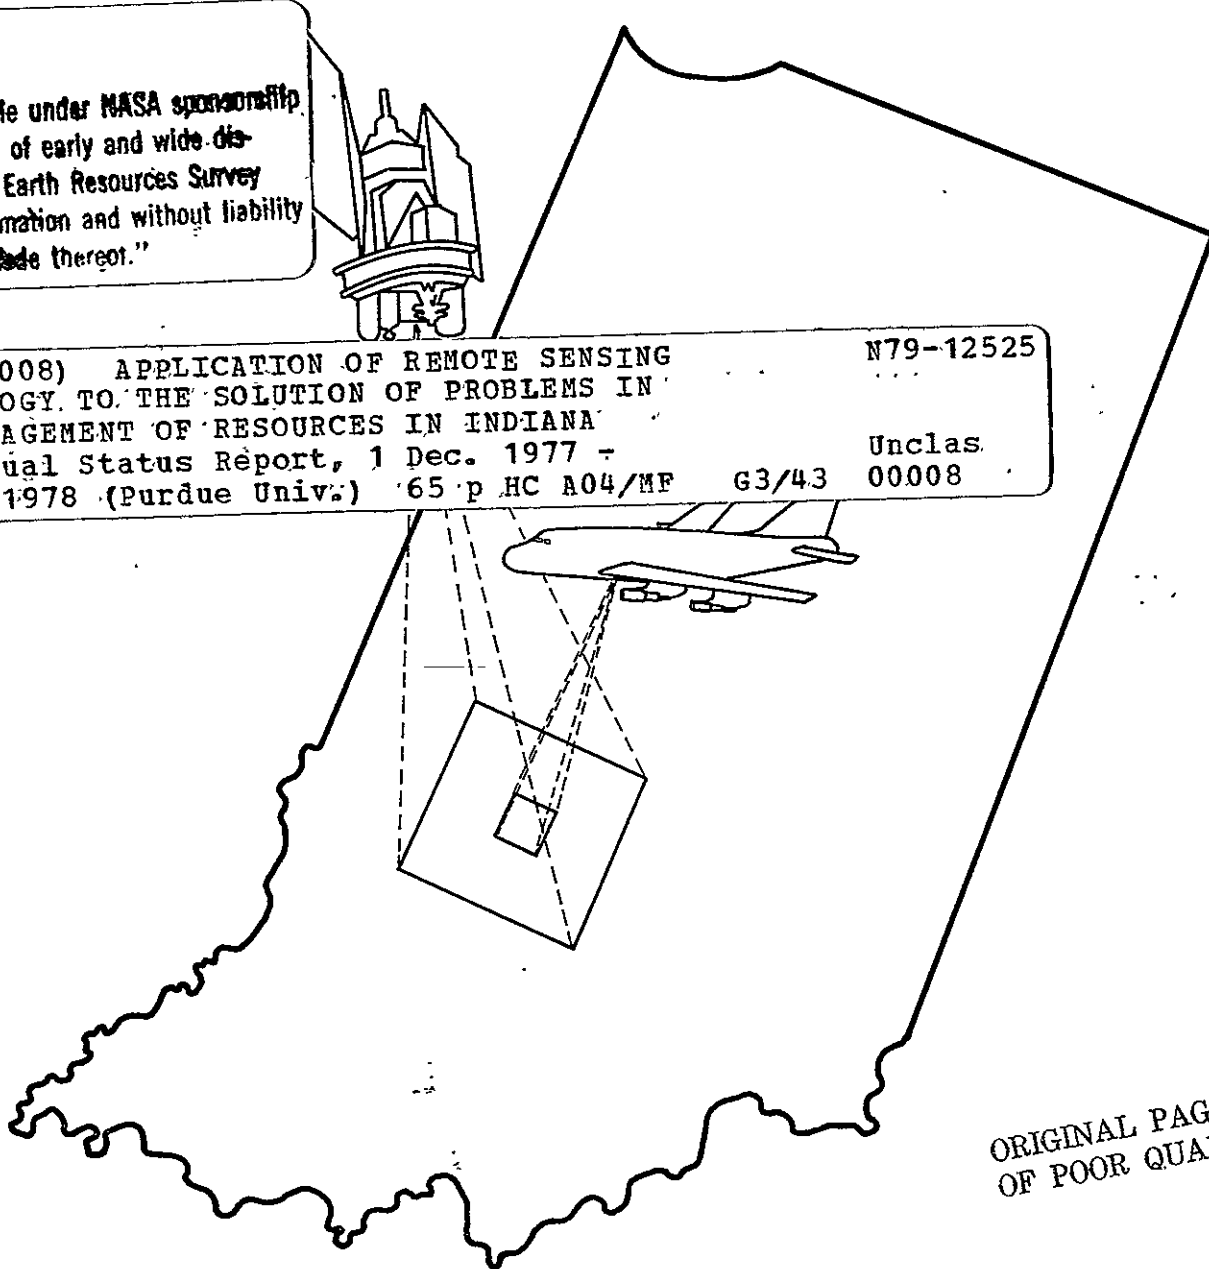 le under NASA sponsorship
of early and wide dis-
Earth Resources Survey
mation and without liability
ade thereot."
008) APPLICATION OF REMOTE SENSING N79-12525
OGY TO THE SOLUTION OF PROBLEMS IN
AGEMENT OF RESOURCES IN INDIANA
ual Status Report, 1 Dec. 1977 - Unclas
1978 (Purdue Univ.) 65 p HC A04/MF G3/43 00008
ORIGINAL PAG
OF POOR QUA